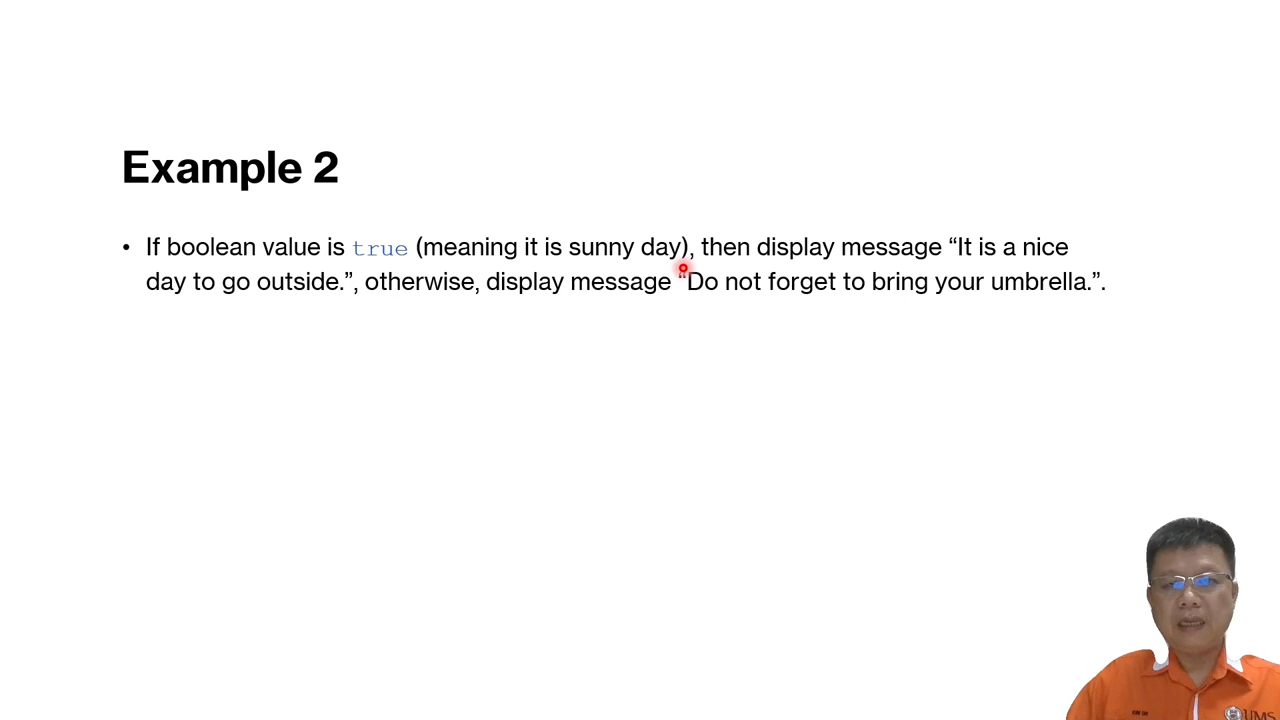 Example 2
• If boolean value is true (meaning it is sunny day), then display message “It is a nice
day to go outside.”, otherwise, display message “Do not forget to bring your umbrella.”.
UMS